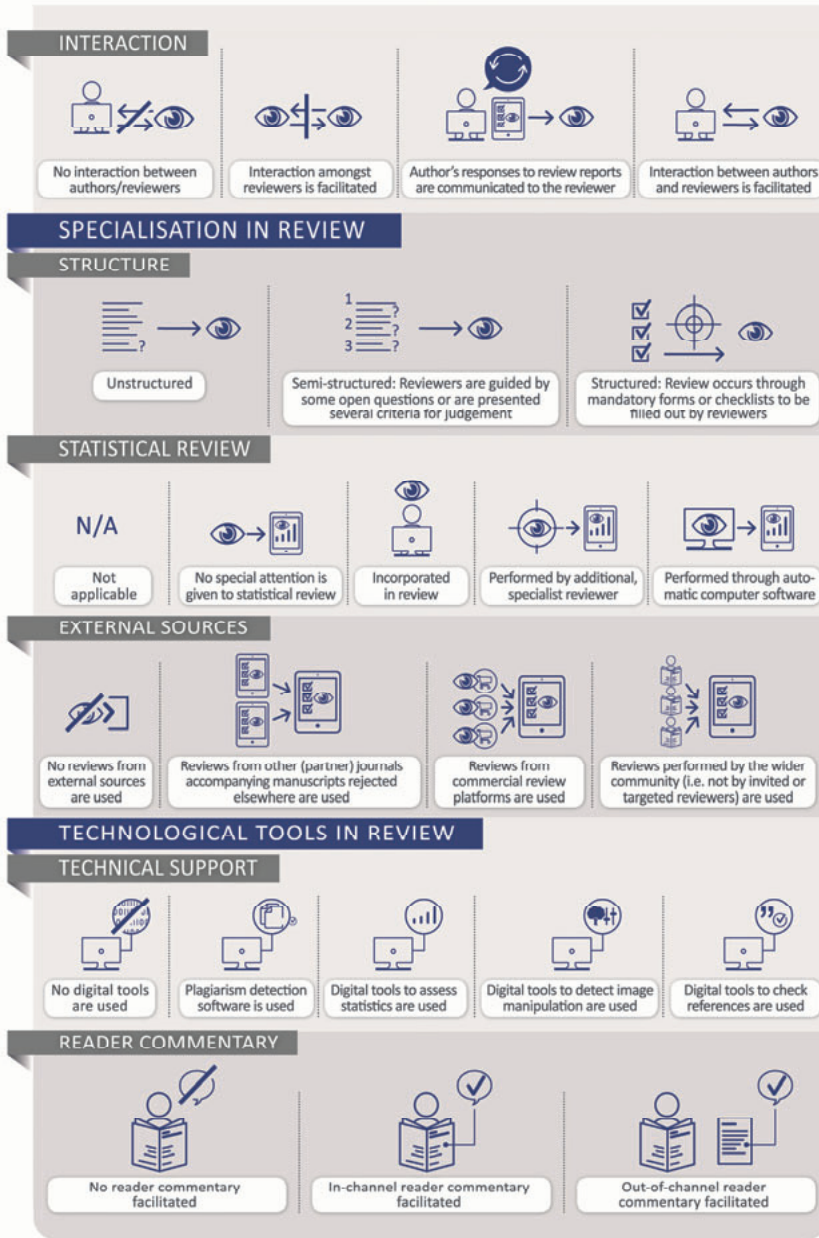 INTERACTION
No interaction between
authors/reviewers
Interaction amongst
reviewers is facilitated
Author's responses to review reports
are communicated to the reviewer
Interaction between authors
and reviewers is facilitated
SPECIALISATION IN REVIEW
STRUCTURE
?
Unstructured
1
?
2
?
3
?
Semi-structured: Reviewers are guided by
some open questions or are presented
several criteria for judgement
Structured: Review occurs through
mandatory forms or checklists to be
filled out by reviewers
STATISTICAL REVIEW
N/A
Not
applicable
No special attention is
given to statistical review
Incorporated
in review
Performed by additional,
specialist reviewer
Performed through auto-
matic computer software
EXTERNAL SOURCES
No reviews from
external sources
are used
Reviews from other (partner) journals
accompanying manuscripts rejected
elsewhere are used
Reviews from
commercial review
platforms are used
Reviews performed by the wider
community (i.e. not by invited or
targeted reviewers) are used
TECHNOLOGICAL TOOLS IN REVIEW
TECHNICAL SUPPORT
No digital tools
are used
Plagiarism detection
software is used
Digital tools to assess
statistics are used
Digital tools to detect image
manipulation are used
Digital tools to check
references are used
READER COMMENTARY
No reader commentary
facilitated
In-channel reader commentary
facilitated
Out-of-channel reader
commentary facilitated